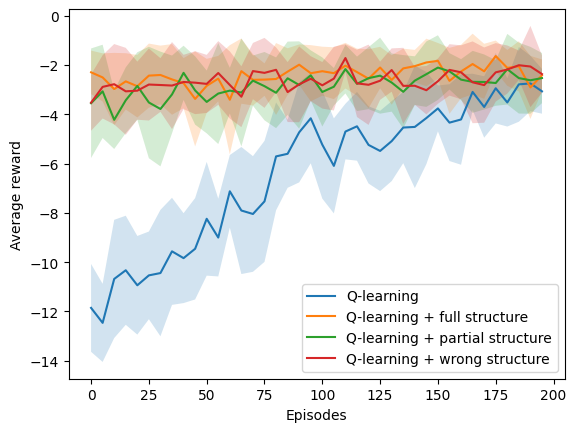 0
−2
−4
−6
−8
−10
−12
−14
Average reward
0 25 50 75 100 125 150 175 200
Episodes
Q-learning
Q-learning + full structure
Q-learning + partial structure
Q-learning + wrong structure